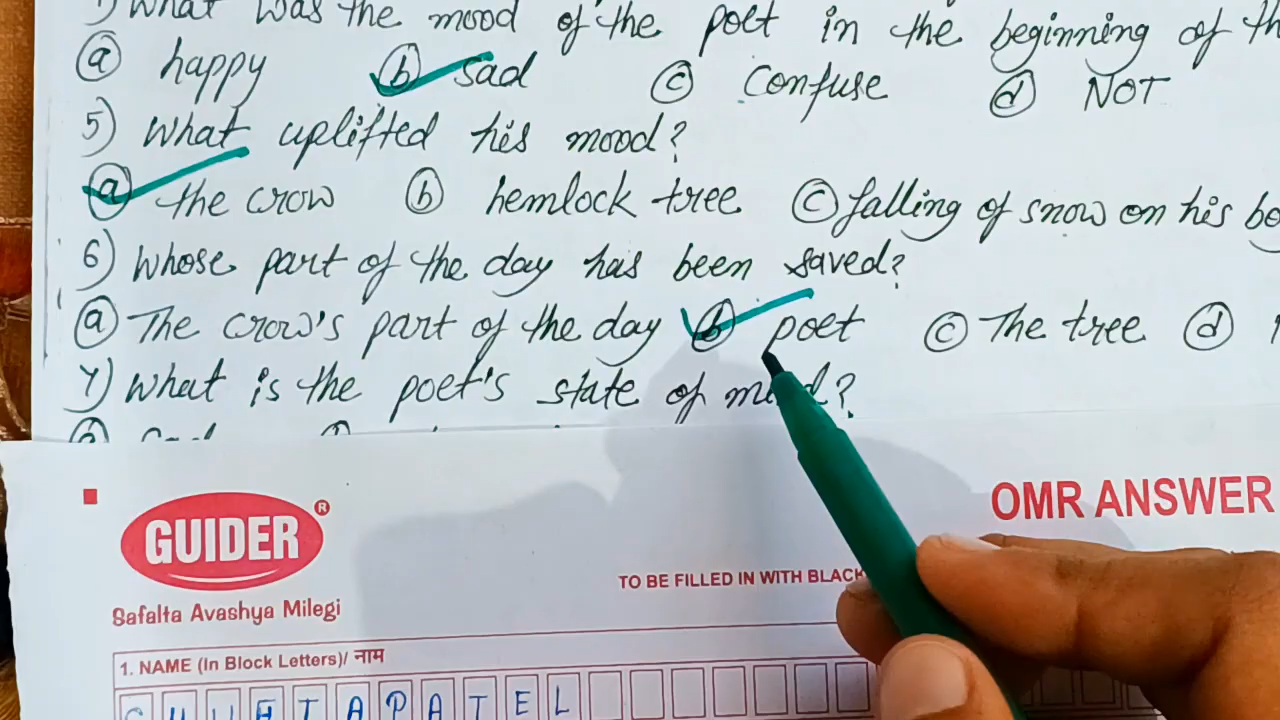 What was the mood of the poet in the beginning of
ⓐ happy ⓑ sad ⓒ Confuse ⓓ NOT
5) What uplifted his mood?
ⓐ the crow ⓑ hemlock tree ⓒ falling of snow on his
6) Whose part of the day has been saved?
ⓐ The crow's part of the day ⓑ poet ⓒ The tree ⓓ
7) What is the poet's state of mind?
GUIDER ®
Safalta Avashya Milegi
OMR ANSWER
TO BE FILLED IN WITH BLACK
1. NAME (In Block Letters)/ नाम